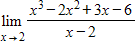 lim x→2 (x³−2x²+3x−6)/(x−2)